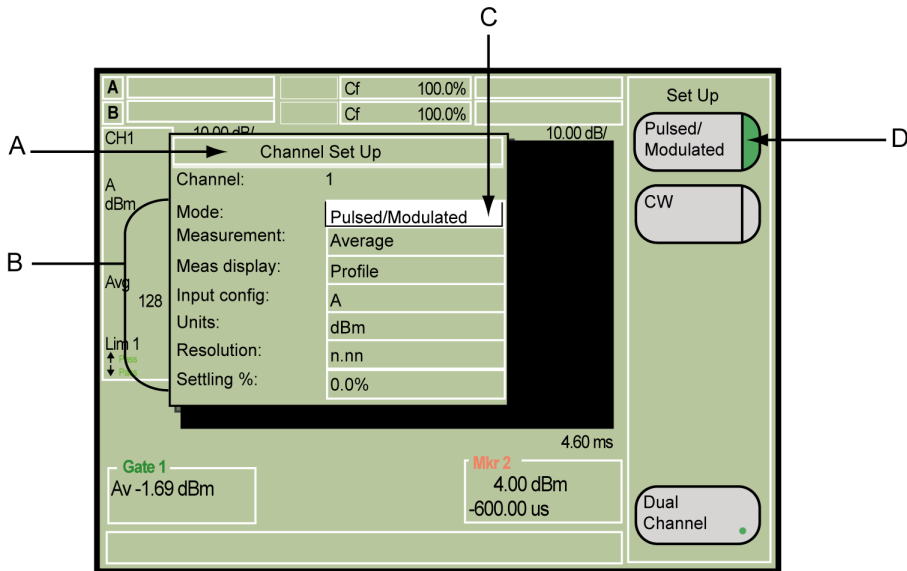 C
A
Cf 100.0%
B
Cf 100.0%
Set Up
CH1
10.00 dB/
10.00 dB/
Pulsed/
Modulated
D
A
Channel Set Up
Channel: 1
A
dBm
Mode: Pulsed/Modulated
CW
Measurement: Average
B
Meas display: Profile
Avg
128
Input config: A
Units: dBm
Lim 1
Resolution: n.nn
Pass
Pass
Settling %: 0.0%
4.60 ms
Gate 1
Av -1.69 dBm
Mkr 2
4.00 dBm
-600.00 us
Dual
Channel